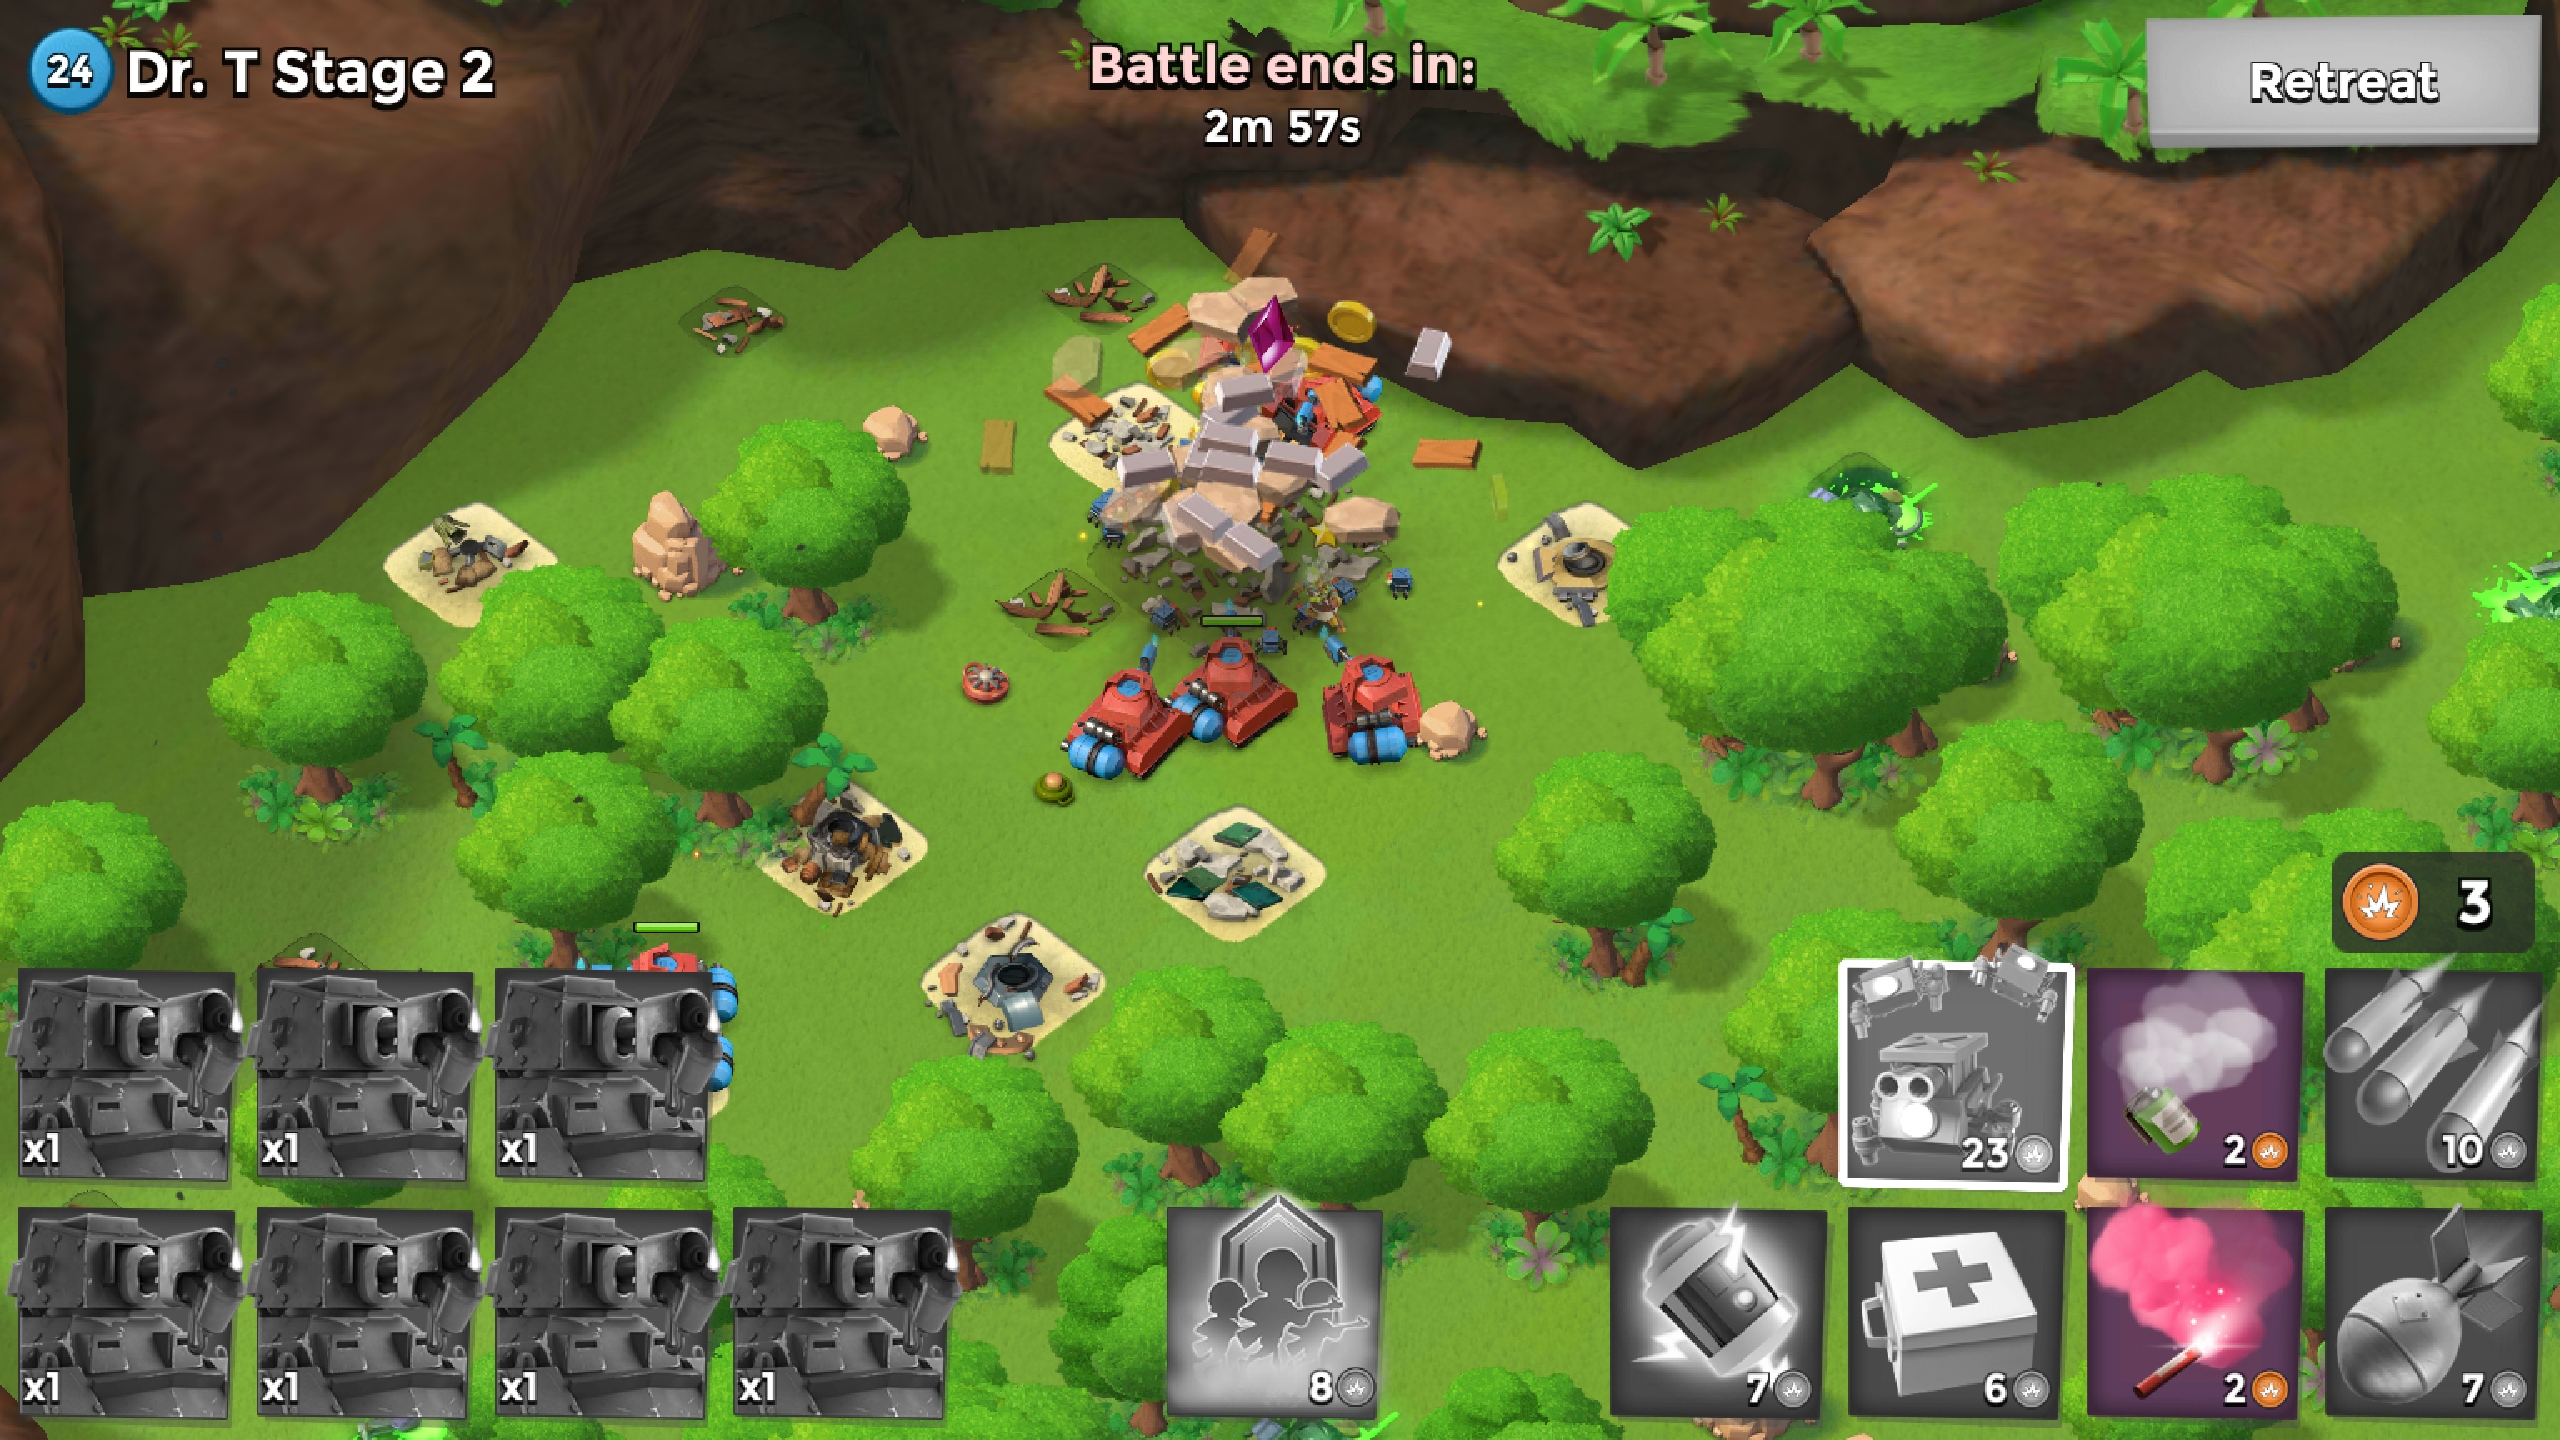 24 Dr. T Stage 2
Battle ends in:
2m 57s
Retreat
3
x1 x1 x1
23 2 10
x1 x1 x1 x1
8 7 6 2 7